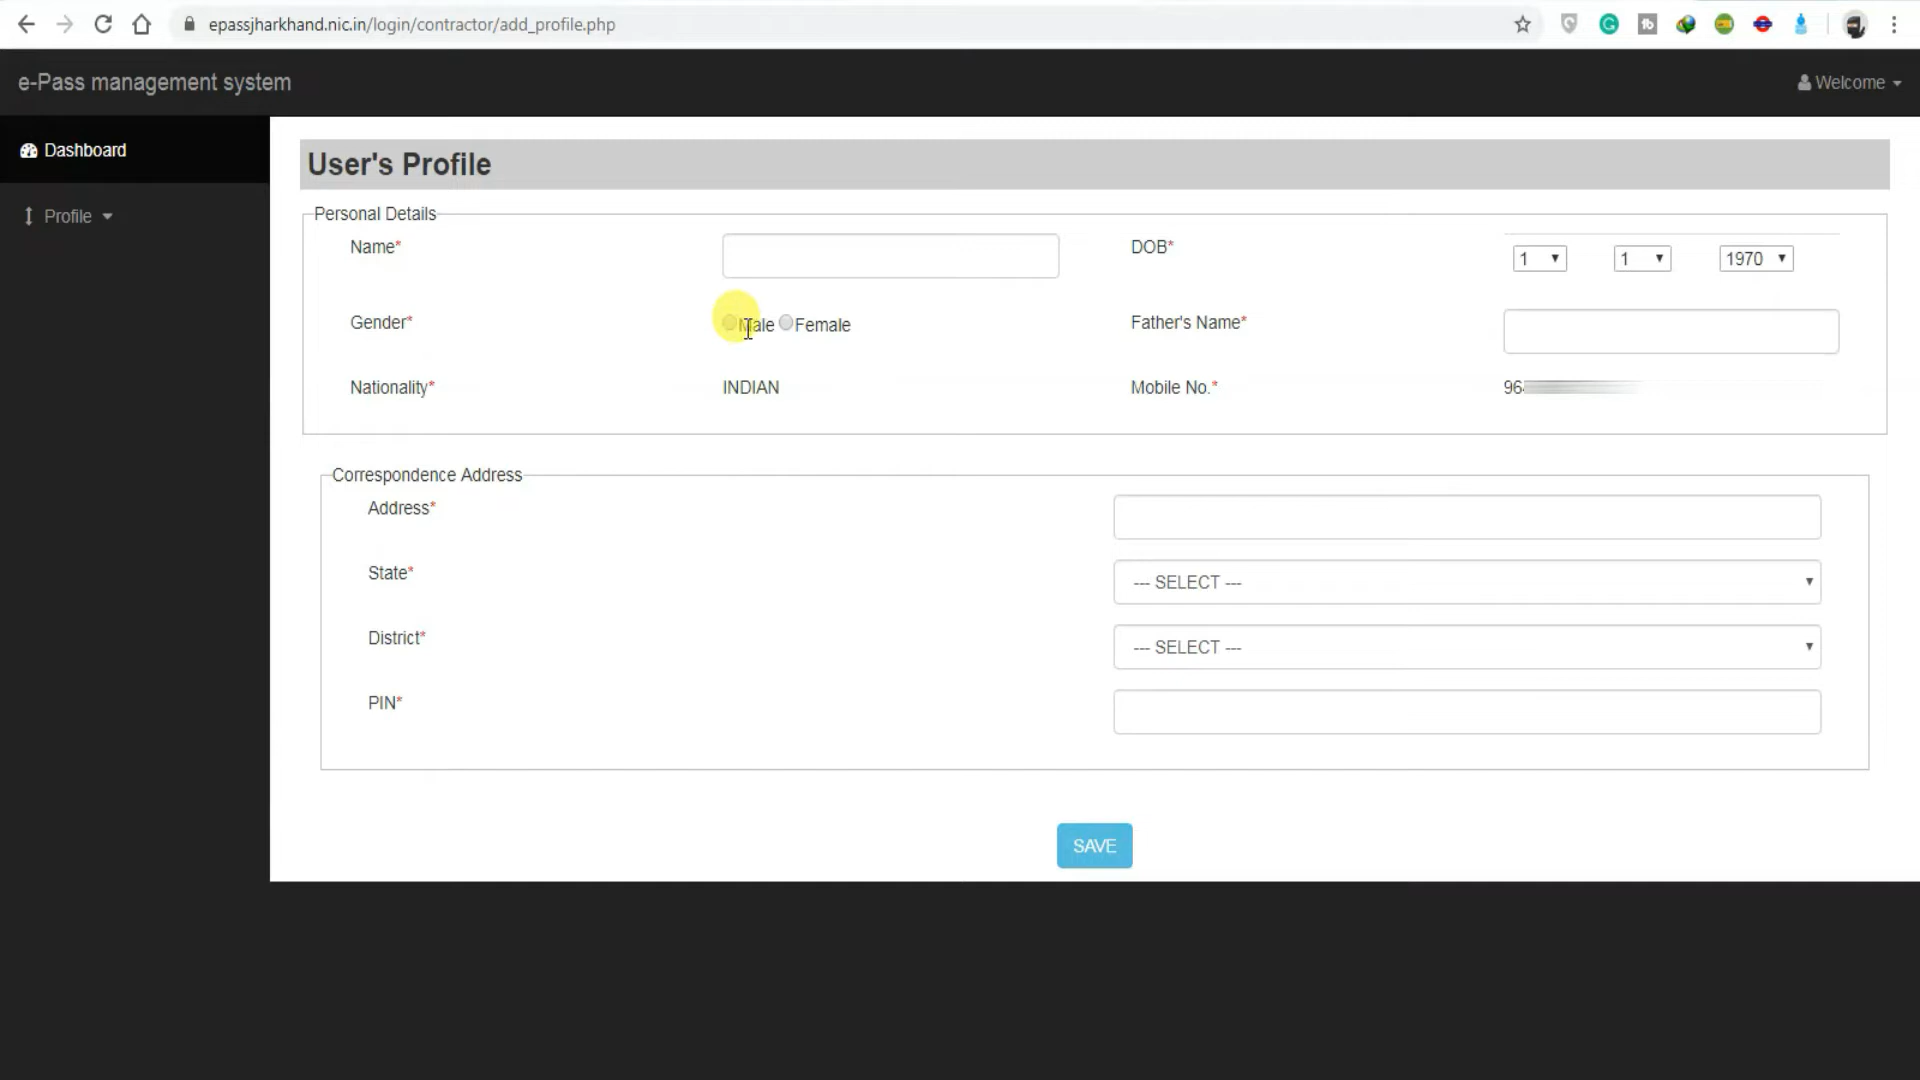 epassjharkhand.nic.in/login/contractor/add_profile.php
e-Pass management system
Welcome
Dashboard
Profile
User's Profile
Personal Details
Name*
DOB*
1
1
1970
Gender*
Male
Female
Father's Name*
Nationality*
INDIAN
Mobile No.*
96
Correspondence Address
Address*
State*
--- SELECT ---
District*
--- SELECT ---
PIN*
SAVE